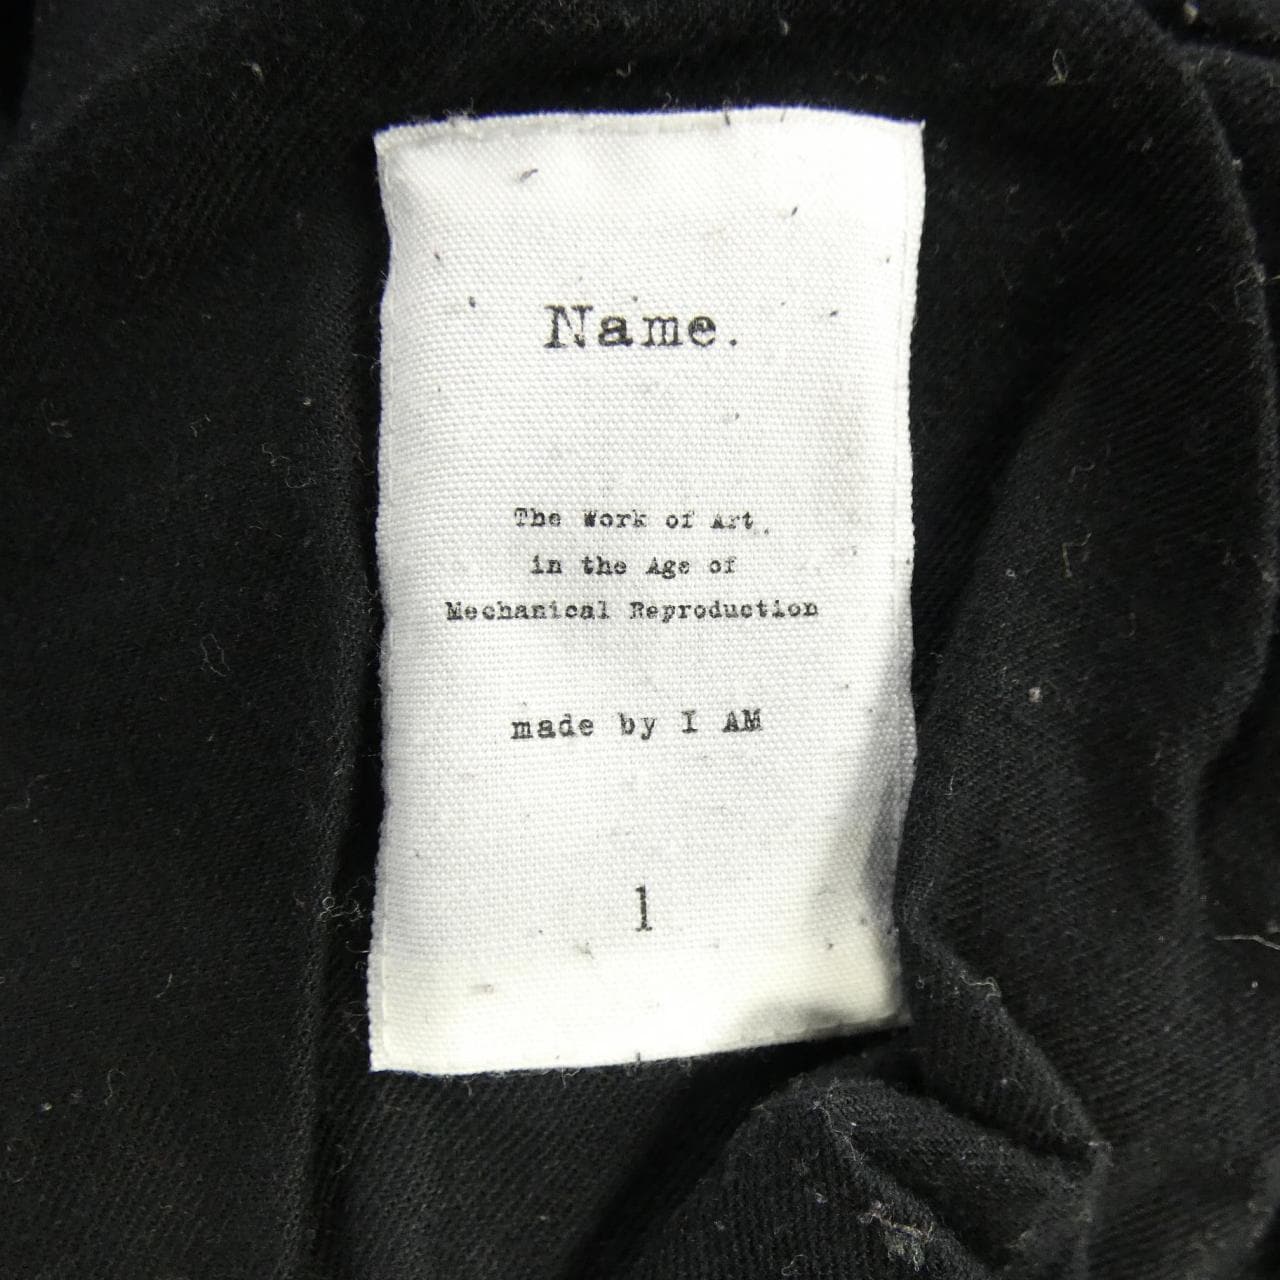 Name.
The Work of Art
in the Age of
Mechanical Reproduction
made by I AM
1